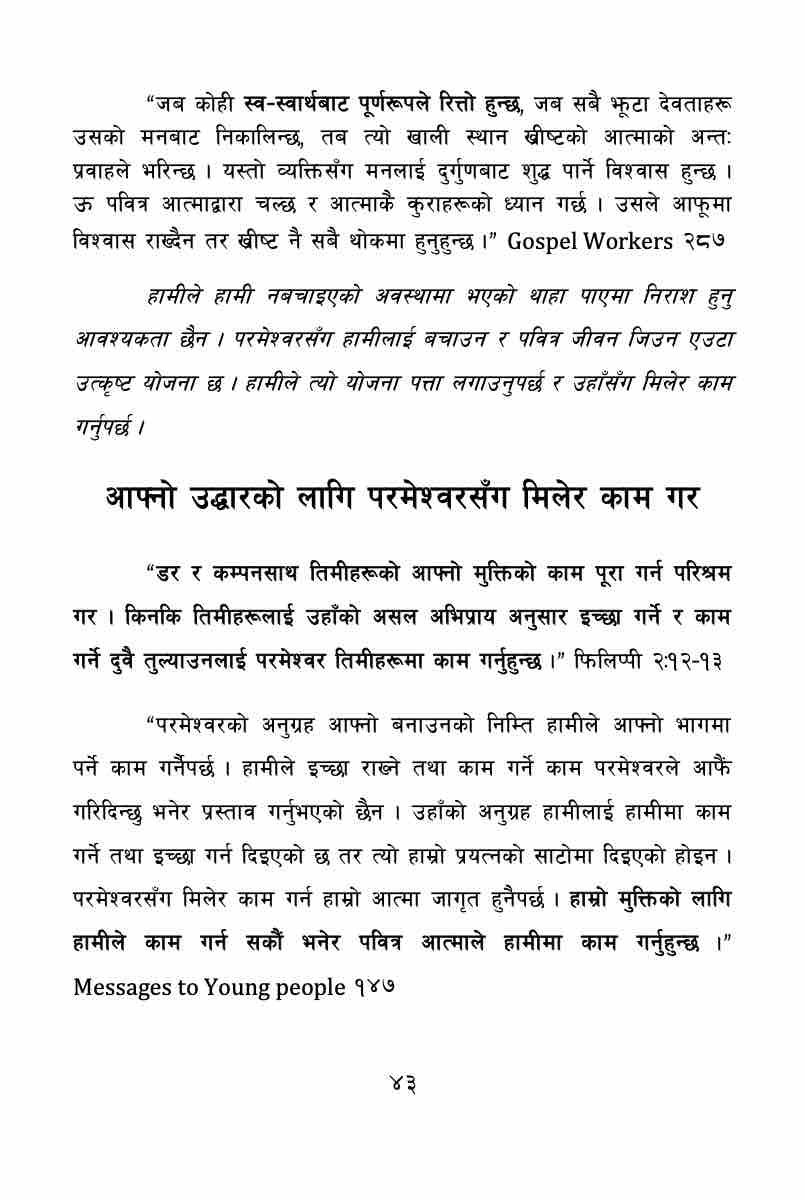 “जब कोही स्व-स्वार्थबाट पूर्णरूपले रित्तो हुन्छ, जब सबै झूटा देवताहरू
उसको मनबाट निकालिन्छ, तब त्यो खाली स्थान ख्रीष्टको आत्माको अन्तः
प्रवाहले भरिन्छ । यस्तो व्यक्तिसँग मनलाई दुर्गुणबाट शुद्ध पार्ने विश्वास हुन्छ ।
ऊ पवित्र आत्माद्वारा चल्छ र आत्माकै कुराहरूको ध्यान गर्छ । उसले आफूमा
विश्वास राख्दैन तर ख्रीष्ट नै सबै थोकमा हुनुहुन्छ ।” Gospel Workers २८७
हामीले हामी नबचाइएको अवस्थामा भएको थाहा पाएमा निराश हुनु
आवश्यकता छैन । परमेश्वरसँग हामीलाई बचाउन र पवित्र जीवन जिउन एउटा
उत्कृष्ट योजना छ । हामीले त्यो योजना पत्ता लगाउनुपर्छ र उहाँसँग मिलेर काम
गर्नुपर्छ ।
आफ्नो उद्धारको लागि परमेश्वरसँग मिलेर काम गर
“डर र कम्पनसाथ तिमीहरूको आफ्नो मुक्तिको काम पूरा गर्न परिश्रम
गर । किनकि तिमीहरूलाई उहाँको असल अभिप्राय अनुसार इच्छा गर्ने र काम
गर्ने दुवै तुल्याउनलाई परमेश्वर तिमीहरूमा काम गर्नुहुन्छ ।” फिलिप्पी २:१२-१३
“परमेश्वरको अनुग्रह आफ्नो बनाउनको निम्ति हामीले आफ्नो भागमा
पर्ने काम गर्नैपर्छ । हामीले इच्छा राख्ने तथा काम गर्ने काम परमेश्वरले आफैं
गरिदिन्छु भनेर प्रस्ताव गर्नुभएको छैन । उहाँको अनुग्रह हामीलाई हामीमा काम
गर्ने तथा इच्छा गर्न दिइएको छ तर त्यो हाम्रो प्रयत्नको साटोमा दिइएको होइन ।
परमेश्वरसँग मिलेर काम गर्न हाम्रो आत्मा जागृत हुनैपर्छ । हाम्रो मुक्तिको लागि
हामीले काम गर्न सकौं भनेर पवित्र आत्माले हामीमा काम गर्नुहुन्छ ।”
Messages to Young people १४७
४३